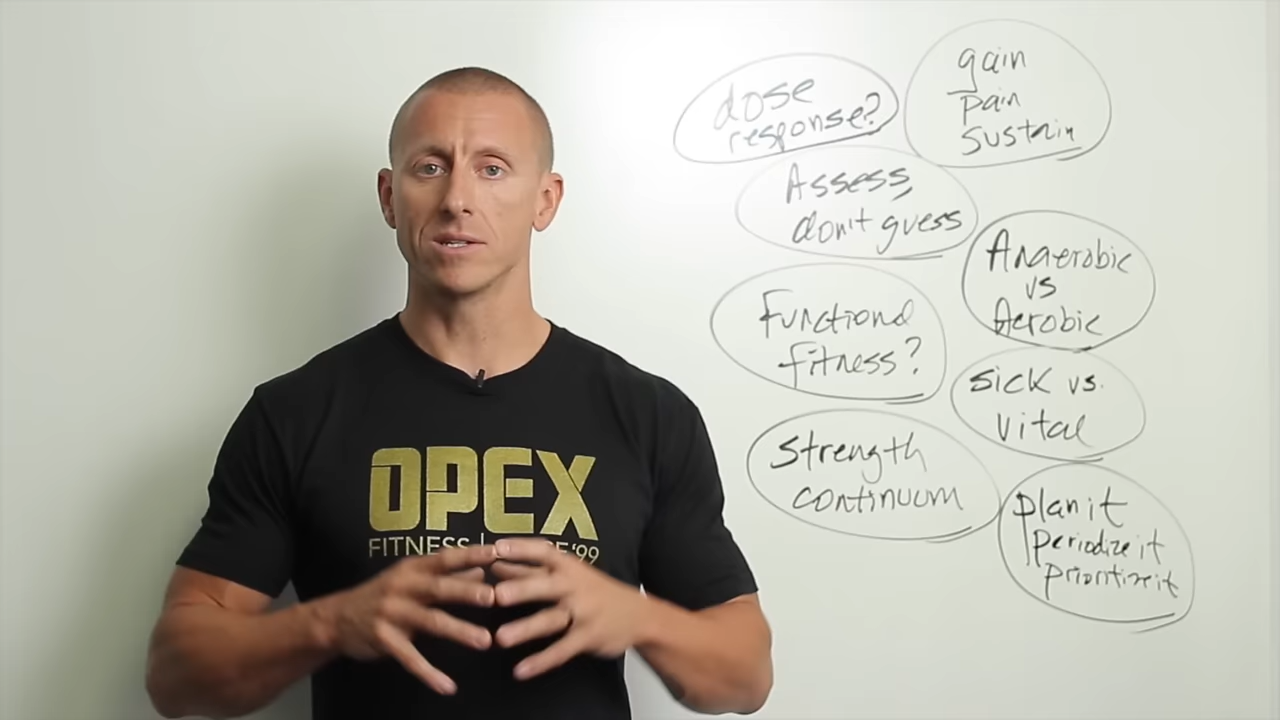 dose
response?
gain
pain
sustain
Assess,
don't guess
Anaerobic
vs
Aerobic
Functional
fitness?
sick vs.
vital
strength
continuum
plan it
periodize it
prioritize it
OPEX
FITNESS | '99